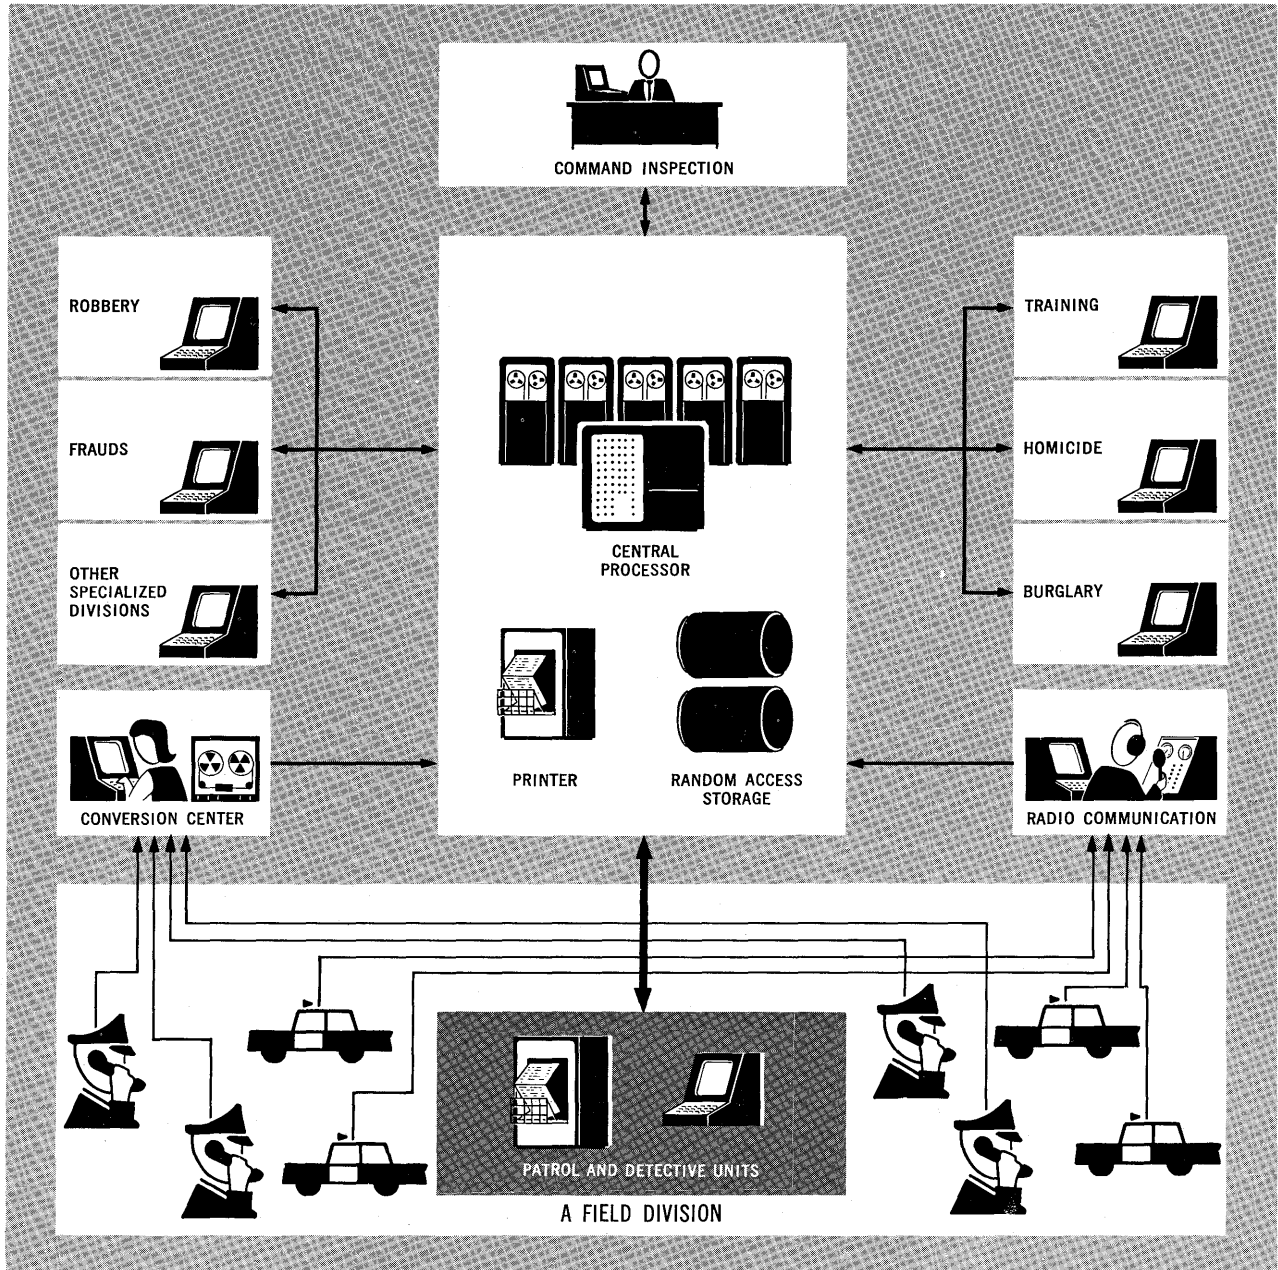 COMMAND INSPECTION
ROBBERY
FRAUDS
OTHER
SPECIALIZED
DIVISIONS
CENTRAL
PROCESSOR
PRINTER
RANDOM ACCESS
STORAGE
TRAINING
HOMICIDE
BURGLARY
CONVERSION CENTER
RADIO COMMUNICATION
PATROL AND DETECTIVE UNITS
A FIELD DIVISION